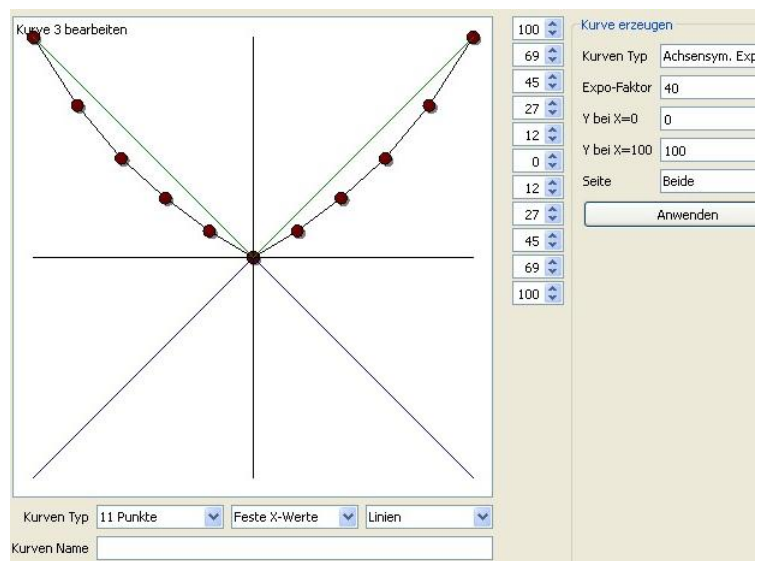 Kurve 3 bearbeiten
100
69
45
27
12
0
12
27
45
69
100
Kurve erzeugen
Kurven Typ Achsensym. Exp
Expo-Faktor 40
Y bei X=0 0
Y bei X=100 100
Seite Beide
Anwenden
Kurven Typ 11 Punkte Feste X-Werte Linien
Kurven Name